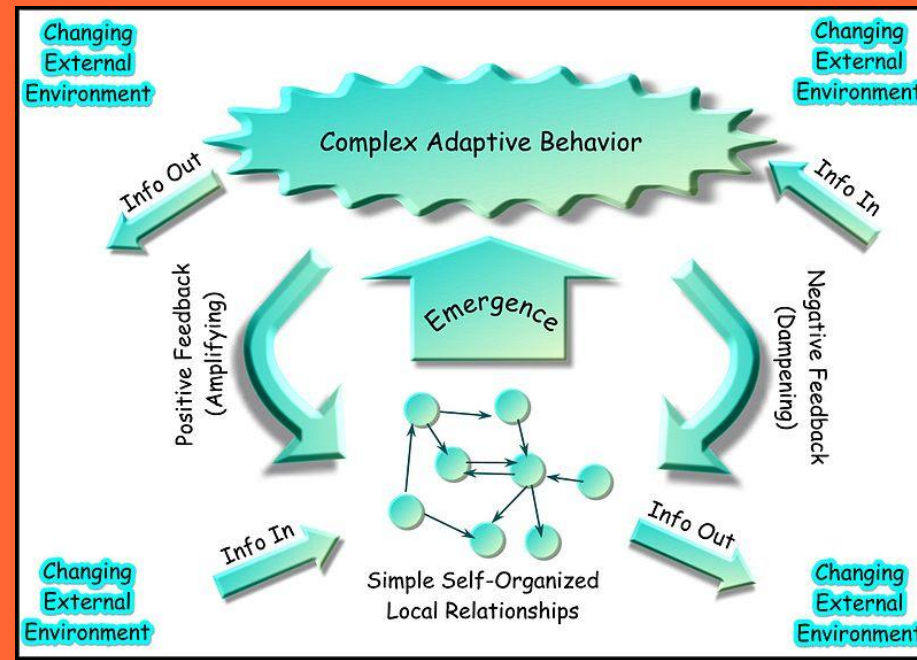 Changing
External
Environment
Changing
External
Environment
Complex Adaptive Behavior
Info Out
Info In
Positive Feedback
(Amplifying)
Emergence
Negative Feedback
(Dampening)
Info In
Info Out
Simple Self-Organized
Local Relationships
Changing
External
Environment
Changing
External
Environment